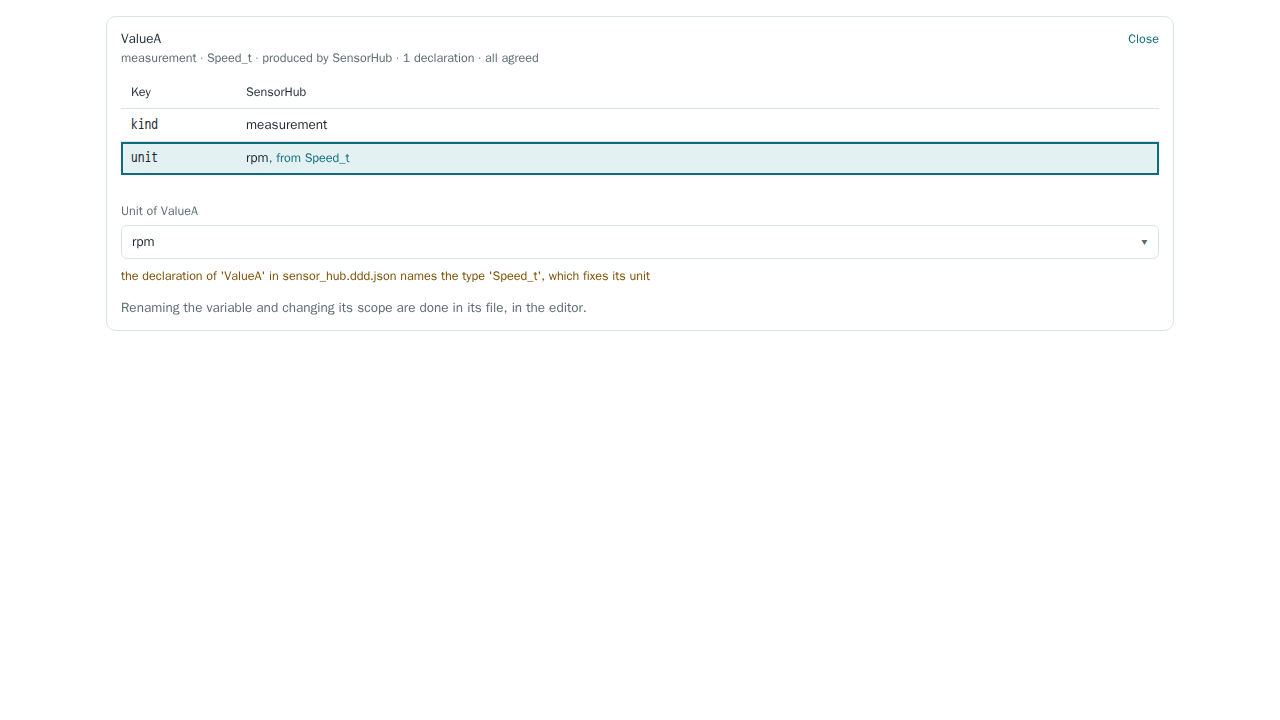 ValueA
Close
measurement · Speed_t · produced by SensorHub · 1 declaration · all agreed
Key SensorHub
kind measurement
unit rpm, from Speed_t
Unit of ValueA
rpm
the declaration of 'ValueA' in sensor_hub.ddd.json names the type 'Speed_t', which fixes its unit
Renaming the variable and changing its scope are done in its file, in the editor.